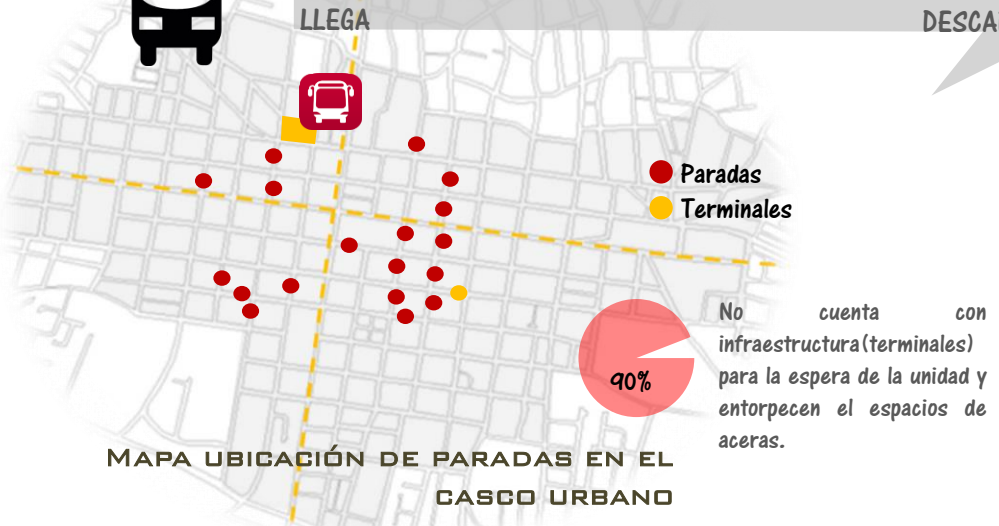 LLEGA
DESCA
Paradas
Terminales
No cuenta con
infraestructura(terminales)
para la espera de la unidad y
entorpecen el espacios de
aceras.
90%
MAPA UBICACIÓN DE PARADAS EN EL
CASCO URBANO